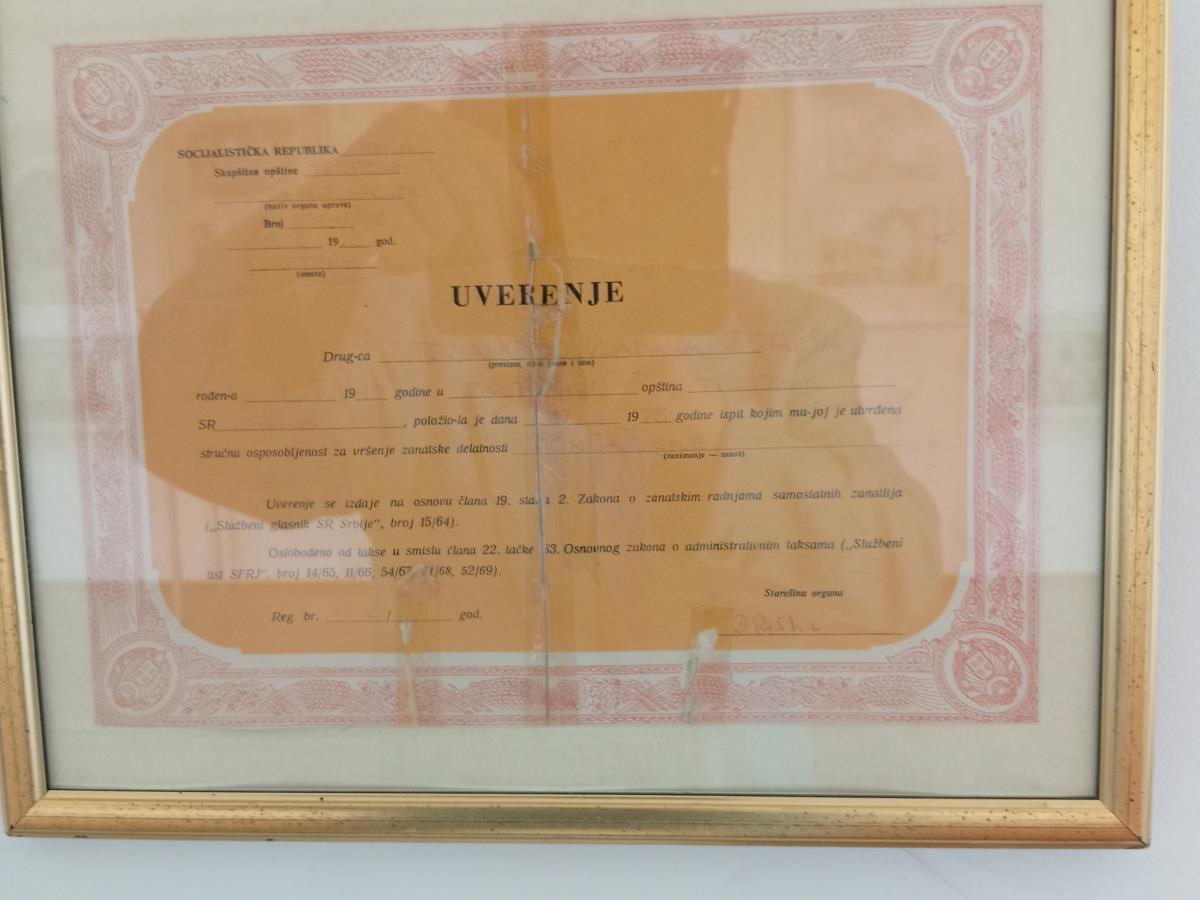 SOCIJALISTIČKA REPUBLIKA
Skupština opštine
(naziv organa uprave)
Broj
19 god.
(mesto)
UVERENJE
Drug-ca
(prezime, ime i ime)
rođen-a 19 godine u opština
SR , položio-la je dana 19 godine ispit kojim mu-joj je utvrđena
stručna osposobljenost za vršenje zanatske delatnosti
(zanimanje — zanat)
Uverenje se izdaje na osnovu člana 19. stava 2. Zakona o zanatskim radnjama samostalnih zanatlija
(„Službeni glasnik SR Srbije", broj 15/64).
Oslobođeno od takse u smislu člana 22. tačke 33. Osnovnog zakona o administrativnim taksama („Službeni
list SFRJ", broj 14/65, 11/66, 54/67, 21/68, 52/69).
Starešina organa
Reg. br. / god.